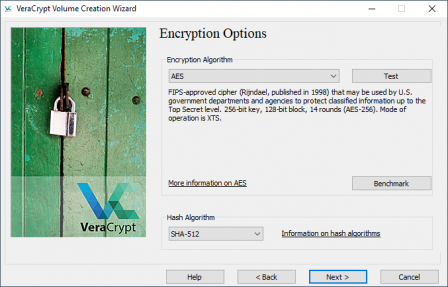 VeraCrypt Volume Creation Wizard
Encryption Options
Encryption Algorithm
AES
Test
FIPS-approved cipher (Rijndael, published in 1998) that may be used by U.S.
government departments and agencies to protect classified information up to the
Top Secret level. 256-bit key, 128-bit block, 14 rounds (AES-256). Mode of
operation is XTS.
More information on AES
Benchmark
VeraCrypt
Hash Algorithm
SHA-512
Information on hash algorithms
Help
< Back
Next >
Cancel